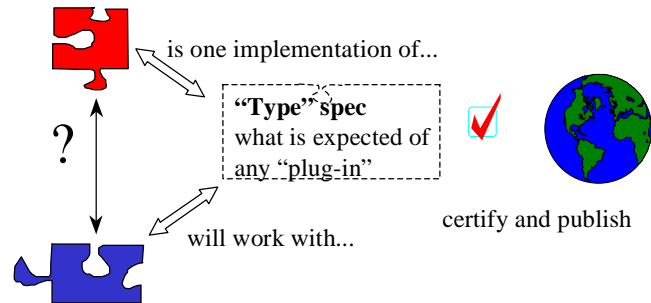 is one implementation of...
“Type” spec
what is expected of
any “plug-in”
?
certify and publish
will work with...